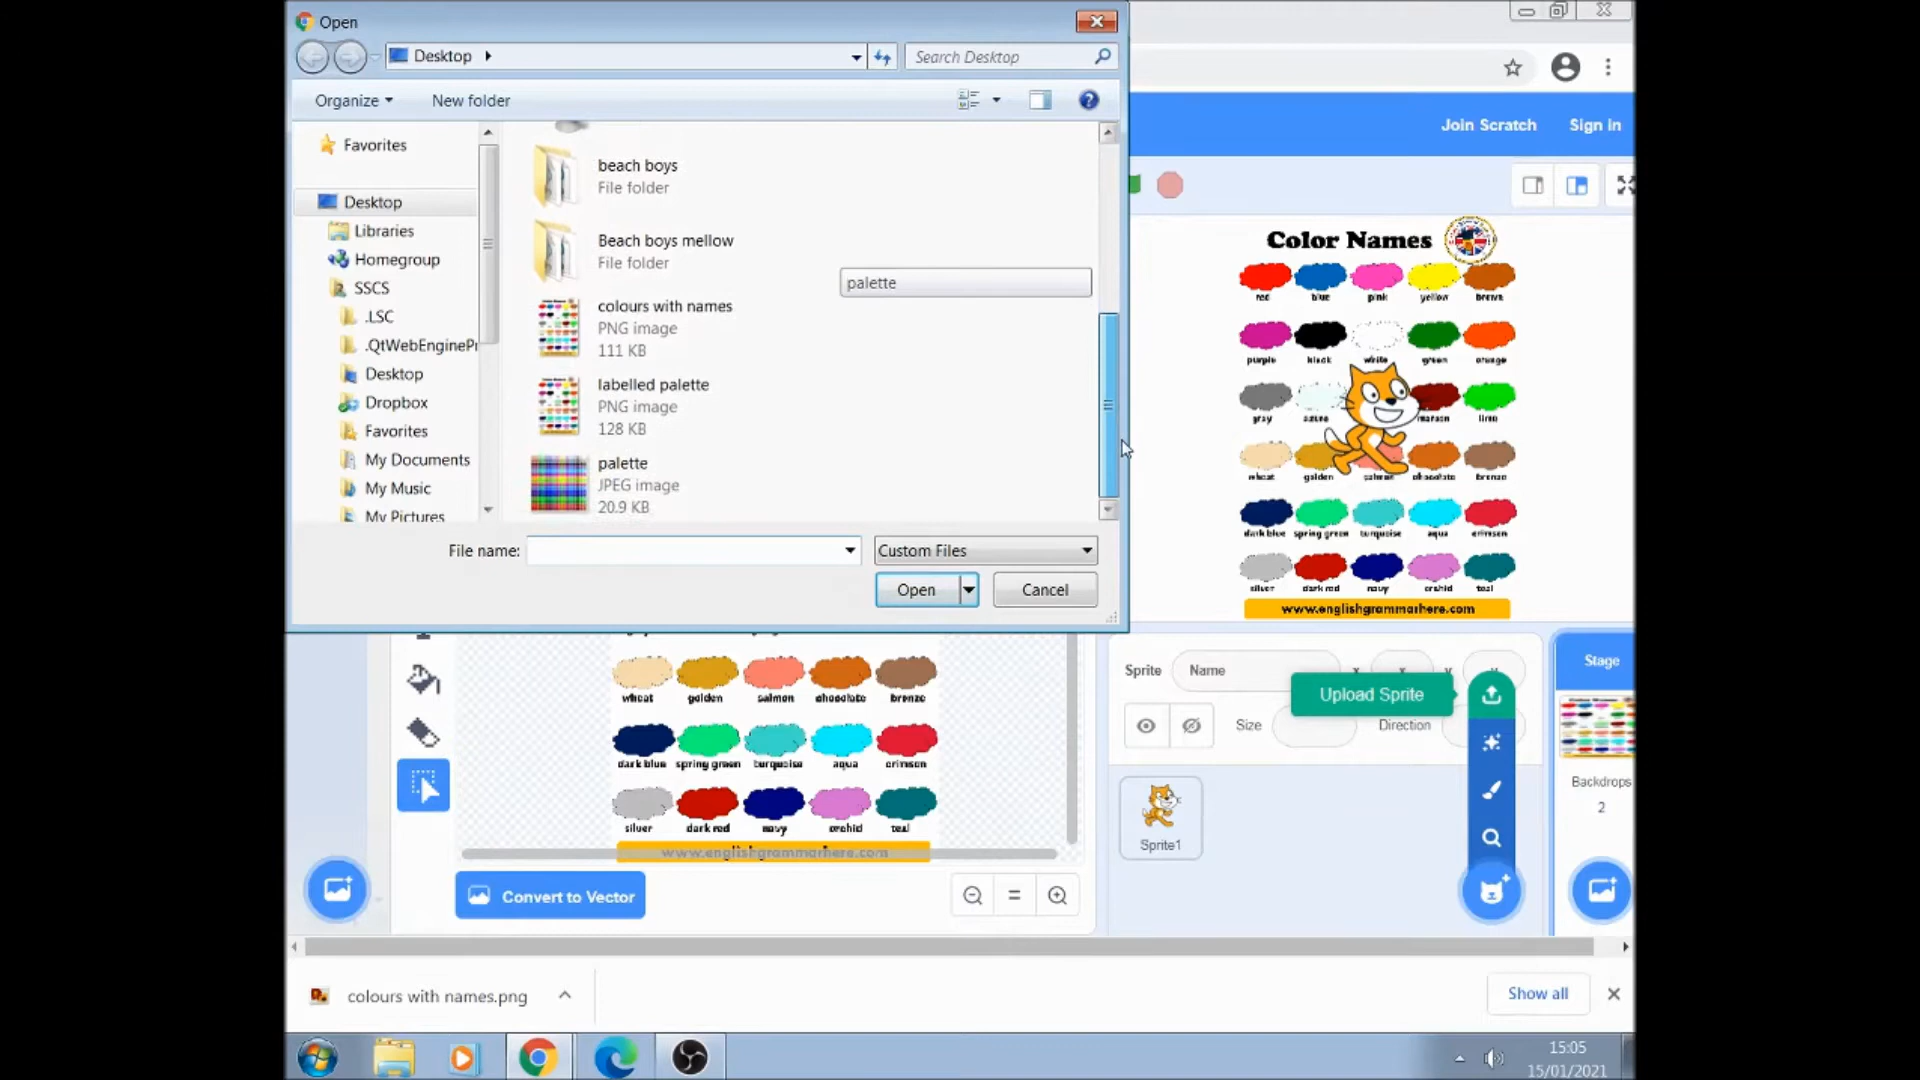 Open
Desktop
Search Desktop
Organize
New folder
Favorites
Desktop
Libraries
Homegroup
SSCS
.LSC
.QtWebEnginePr
Desktop
Dropbox
Favorites
My Documents
My Music
My Pictures
beach boys
File folder
Beach boys mellow
File folder
palette
colours with names
PNG image
111 KB
labelled palette
PNG image
128 KB
palette
JPEG image
20.9 KB
File name:
Custom Files
Open
Cancel
Join Scratch
Sign in
Color Names
red blue pink yellow brown
purple black white green orange
gray azure maroon lime
wheat golden salmon chocolate bronze
dark blue spring green turquoise aqua crimson
silver dark red navy orchid teal
www.englishgrammarhere.com
wheat golden salmon chocolate bronze
dark blue spring green turquoise aqua crimson
silver dark red navy orchid teal
www.englishgrammarhere.com
Convert to Vector
Sprite
Name
Upload Sprite
Size
Direction
Sprite1
Stage
Backdrops
2
colours with names.png
Show all
15:05
15/01/2021